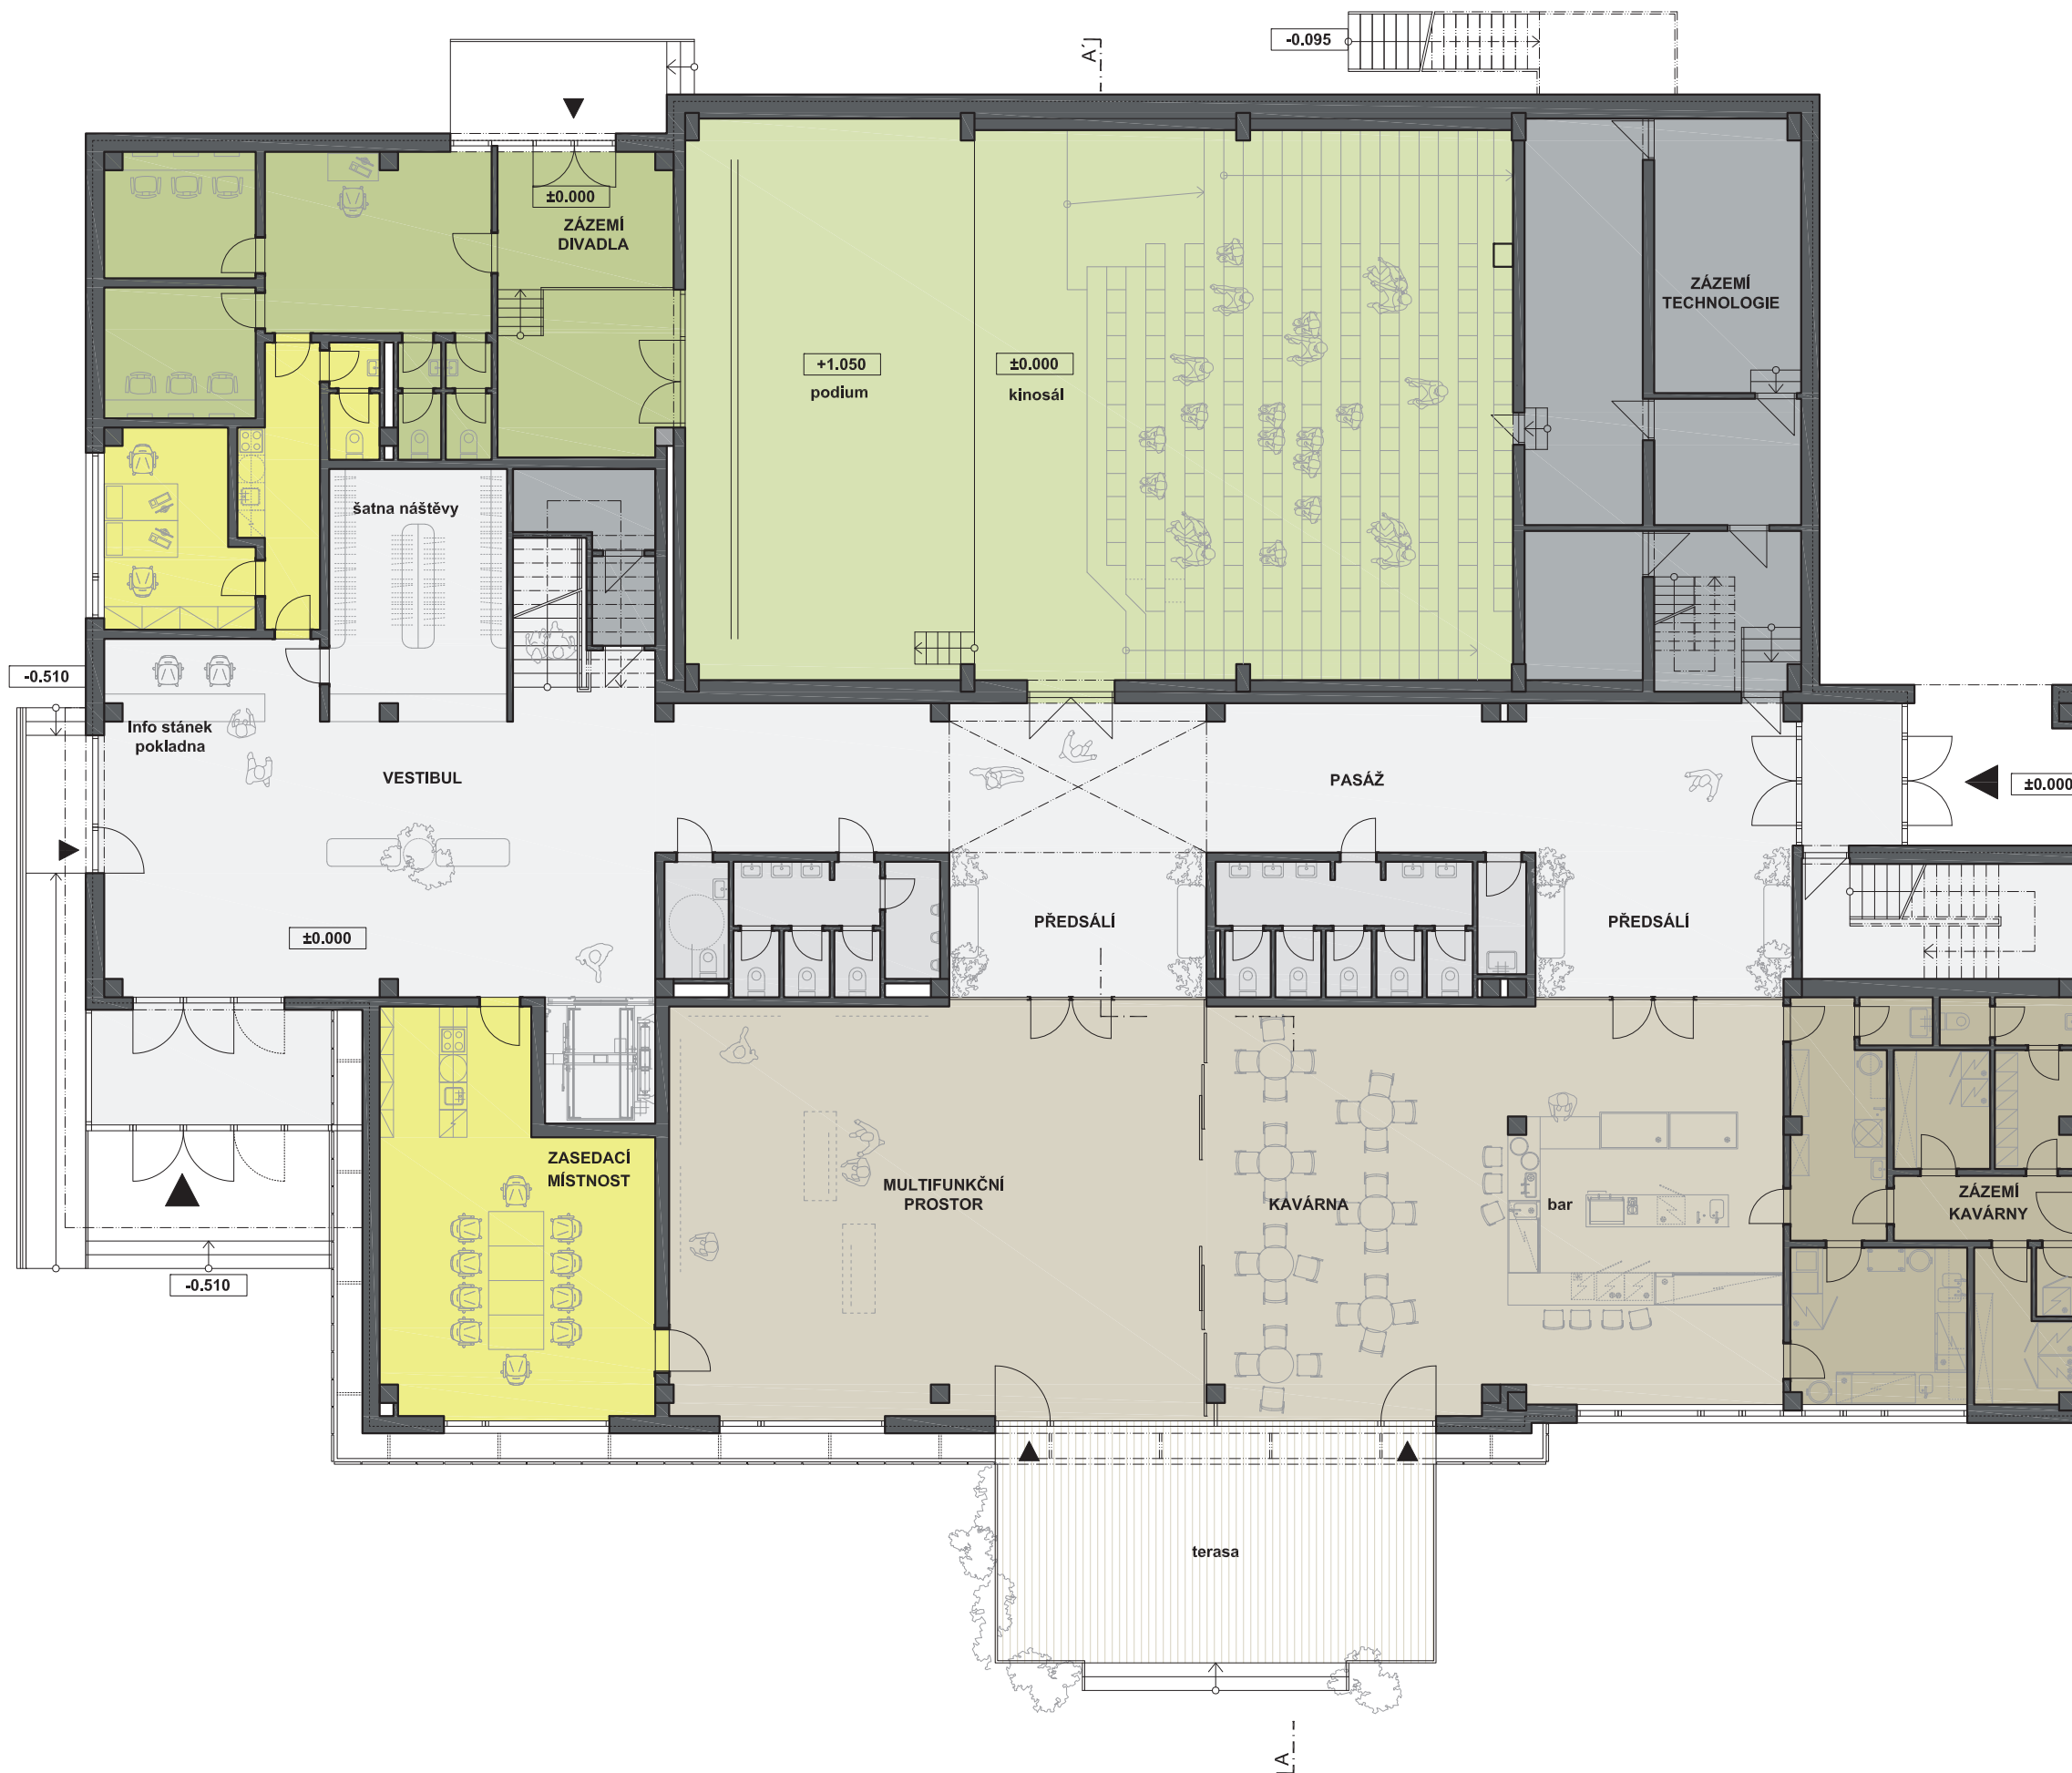 A'
-0.095
±0.000
ZÁZEMÍ
DIVADLA
ZÁZEMÍ
TECHNOLOGIE
+1.050
podium
±0.000
kinosál
šatna náštěvy
-0.510
Info stánek
pokladna
VESTIBUL
PASÁŽ
±0.000
±0.000
PŘEDSÁLÍ
PŘEDSÁLÍ
ZASEDACÍ
MÍSTNOST
MULTIFUNKČNÍ
PROSTOR
KAVÁRNA
bar
ZÁZEMÍ
KAVÁRNY
-0.510
terasa
A